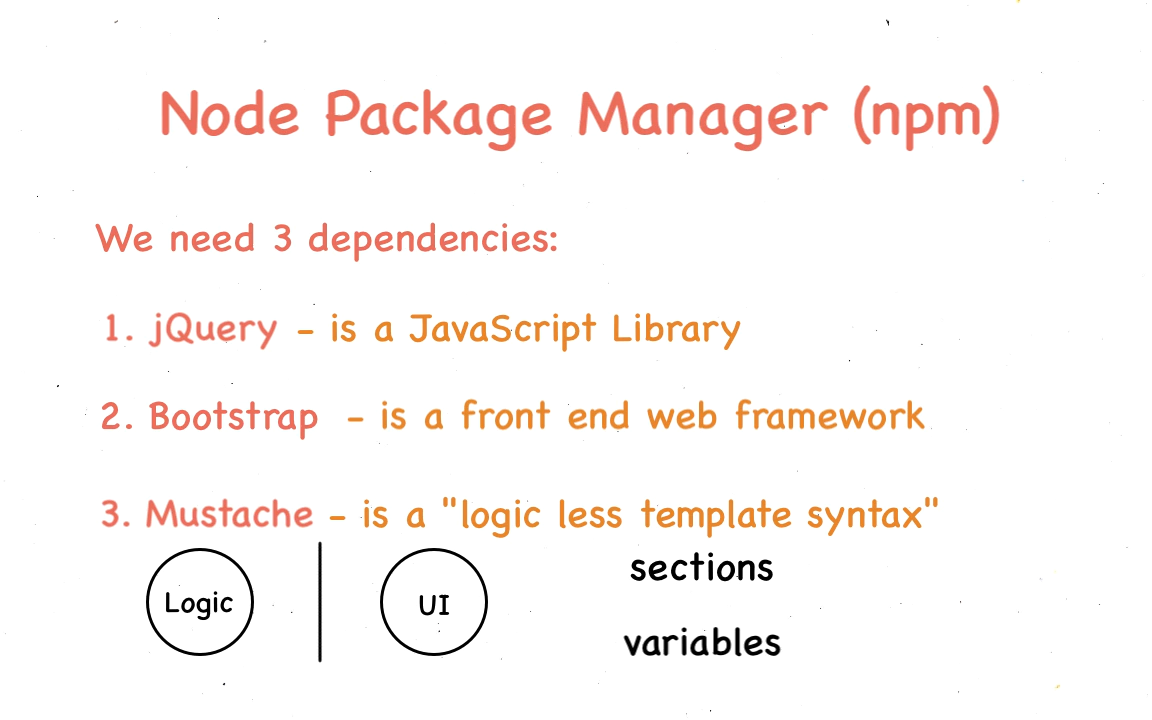 Node Package Manager (npm)
We need 3 dependencies:
1. jQuery - is a JavaScript Library
2. Bootstrap - is a front end web framework
3. Mustache - is a "logic less template syntax"
Logic
UI
sections
variables